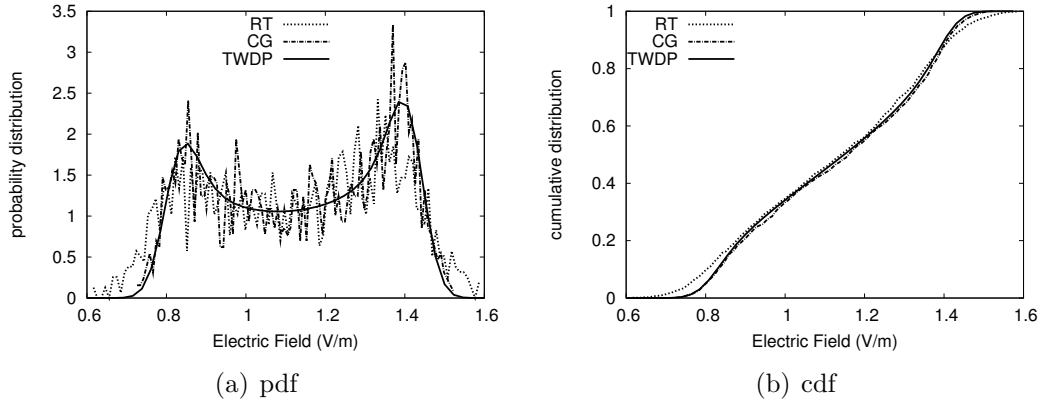 3.5
3
2.5
2
1.5
1
0.5
0
0.6 0.8 1 1.2 1.4 1.6
probability distribution
Electric Field (V/m)
RT
CG
TWDP
(a) pdf
1
0.8
0.6
0.4
0.2
0
0.6 0.8 1 1.2 1.4 1.6
cumulative distribution
Electric Field (V/m)
RT
CG
TWDP
(b) cdf